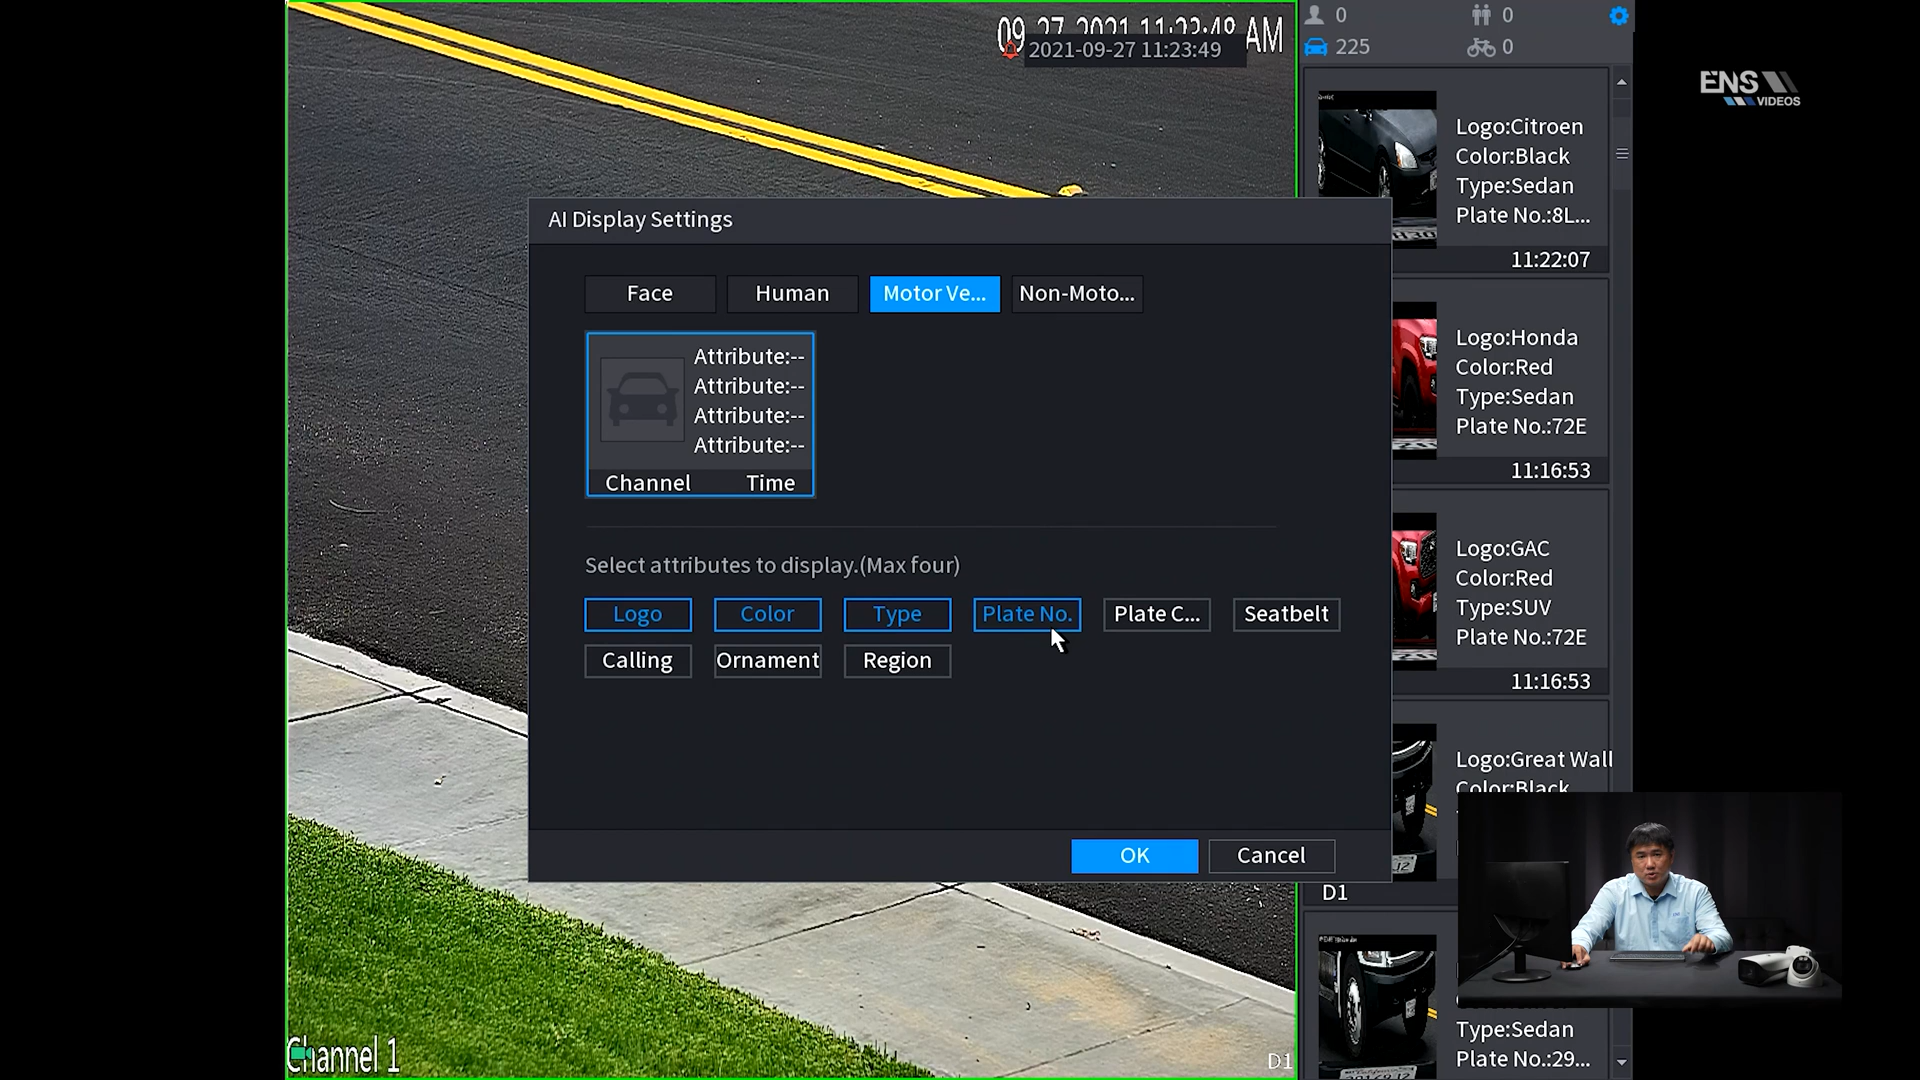 09 27 2021 11:23:48 AM
2021-09-27 11:23:49
0
0
225
0
ENS
VIDEOS
Logo:Citroen
Color:Black
Type:Sedan
Plate No.:8L...
11:22:07
Logo:Honda
Color:Red
Type:Sedan
Plate No.:72E
11:16:53
Logo:GAC
Color:Red
Type:SUV
Plate No.:72E
11:16:53
Logo:Great Wall
Color:Black
D1
Type:Sedan
Plate No.:29...
AI Display Settings
Face
Human
Motor Ve...
Non-Moto...
Attribute:--
Attribute:--
Attribute:--
Attribute:--
Channel
Time
Select attributes to display.(Max four)
Logo
Color
Type
Plate No.
Plate C...
Seatbelt
Calling
Ornament
Region
OK
Cancel
Channel 1
D1